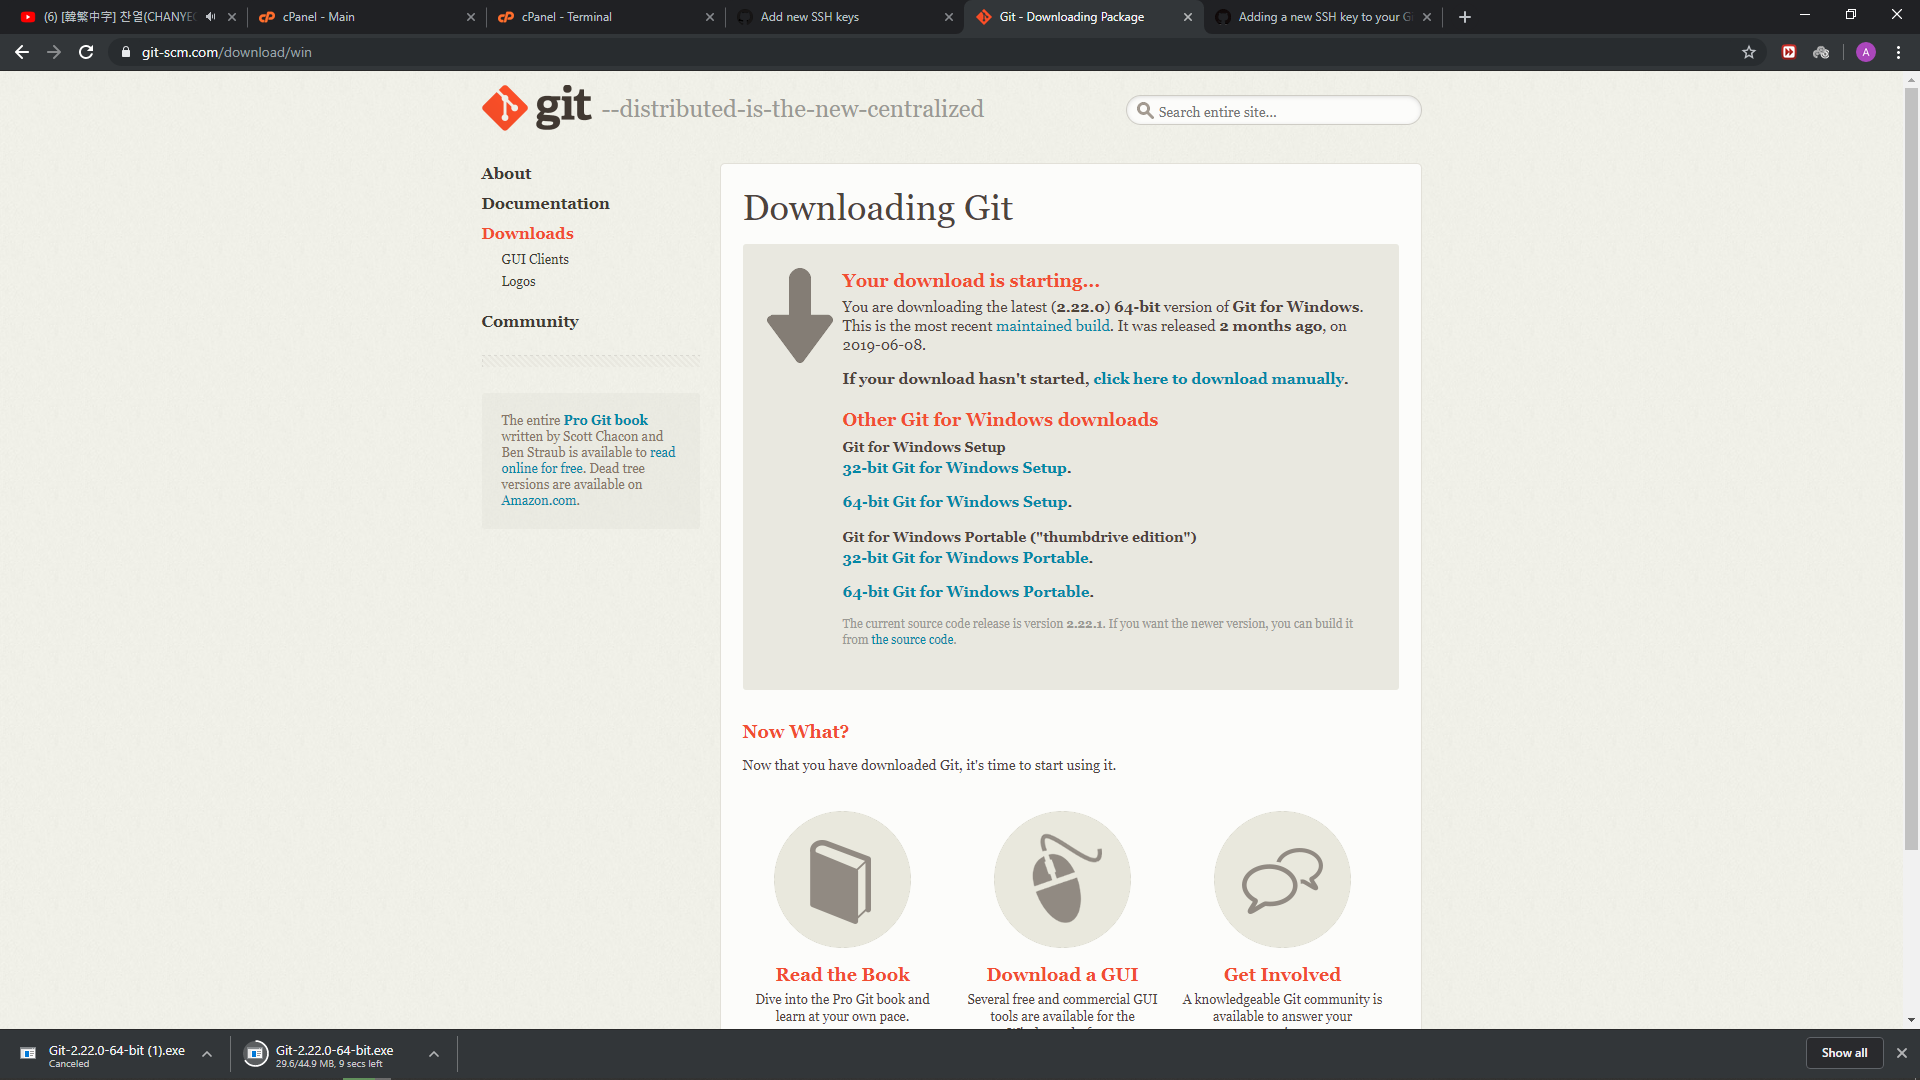 (6) [韓繁中字] 찬열(CHANYEO
cPanel - Main
cPanel - Terminal
Add new SSH keys
Git - Downloading Package
Adding a new SSH key to your G
git-scm.com/download/win
A
git --distributed-is-the-new-centralized
Search entire site...
About
Documentation
Downloads
GUI Clients
Logos
Community
The entire Pro Git book
written by Scott Chacon and
Ben Straub is available to read
online for free. Dead tree
versions are available on
Amazon.com.
Downloading Git
Your download is starting...
You are downloading the latest (2.22.0) 64-bit version of Git for Windows.
This is the most recent maintained build. It was released 2 months ago, on
2019-06-08.
If your download hasn't started, click here to download manually.
Other Git for Windows downloads
Git for Windows Setup
32-bit Git for Windows Setup.
64-bit Git for Windows Setup.
Git for Windows Portable ("thumbdrive edition")
32-bit Git for Windows Portable.
64-bit Git for Windows Portable.
The current source code release is version 2.22.1. If you want the newer version, you can build it
from the source code.
Now What?
Now that you have downloaded Git, it's time to start using it.
Read the Book
Dive into the Pro Git book and
learn at your own pace.
Download a GUI
Several free and commercial GUI
tools are available for the
Get Involved
A knowledgeable Git community is
available to answer your
Git-2.22.0-64-bit (1).exe
Canceled
Git-2.22.0-64-bit.exe
29.6/44.9 MB, 9 secs left
Show all